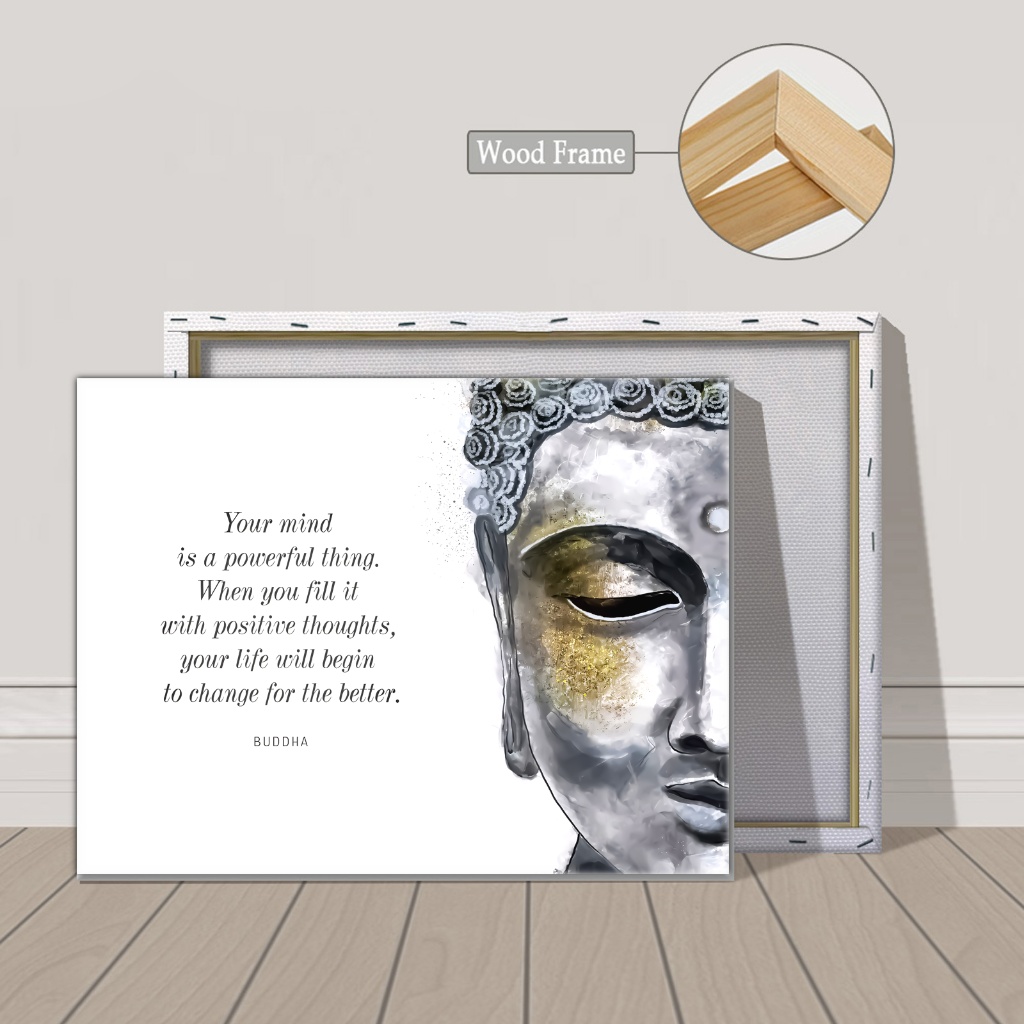 Wood Frame
Your mind
is a powerful thing.
When you fill it
with positive thoughts,
your life will begin
to change for the better.
BUDDHA